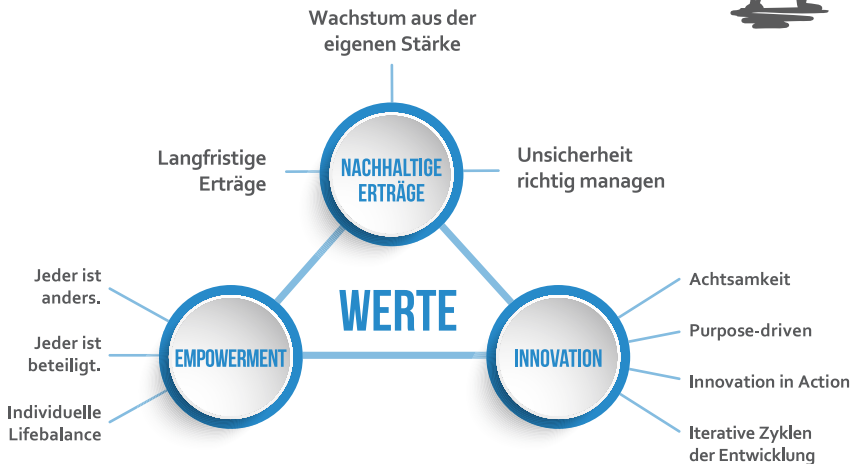 Wachstum aus der
eigenen Stärke
Langfristige
Erträge
NACHHALTIGE
ERTRÄGE
Unsicherheit
richtig managen
WERTE
Jeder ist
anders.
Jeder ist
beteiligt.
Individuelle
Lifebalance
EMPOWERMENT
INNOVATION
Achtsamkeit
Purpose-driven
Innovation in Action
Iterative Zyklen
der Entwicklung